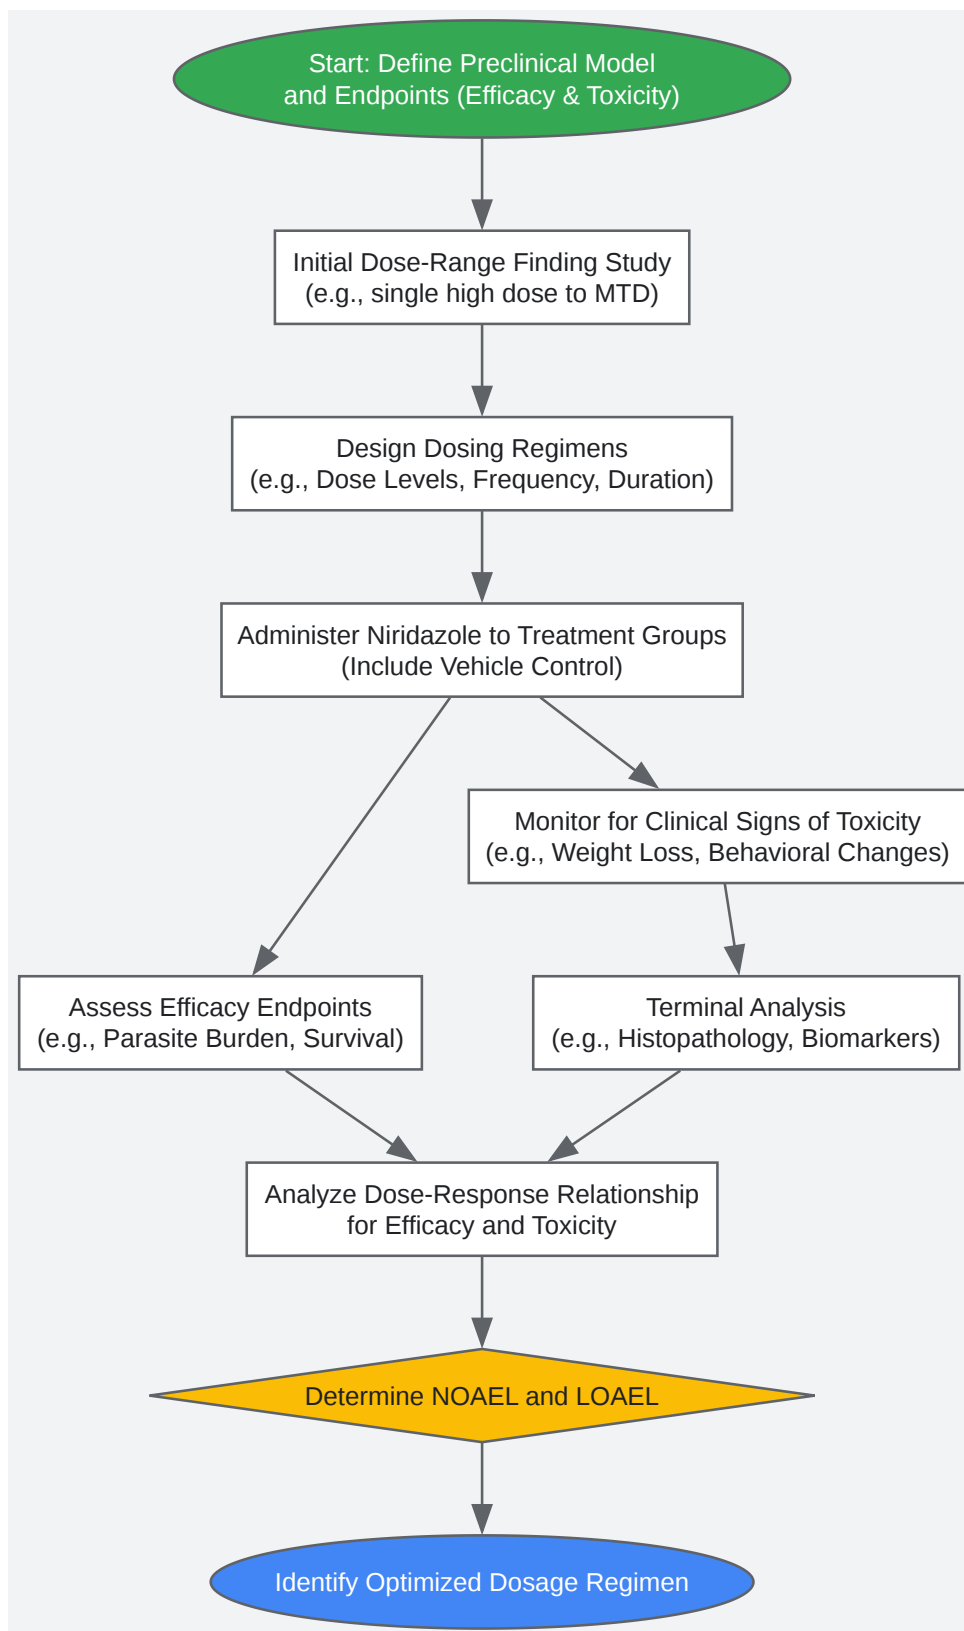 Start: Define Preclinical Model
and Endpoints (Efficacy & Toxicity)
Initial Dose-Range Finding Study
(e.g., single high dose to MTD)
Design Dosing Regimens
(e.g., Dose Levels, Frequency, Duration)
Administer Niridazole to Treatment Groups
(Include Vehicle Control)
Monitor for Clinical Signs of Toxicity
(e.g., Weight Loss, Behavioral Changes)
Assess Efficacy Endpoints
(e.g., Parasite Burden, Survival)
Terminal Analysis
(e.g., Histopathology, Biomarkers)
Analyze Dose-Response Relationship
for Efficacy and Toxicity
Determine NOAEL and LOAEL
Identify Optimized Dosage Regimen